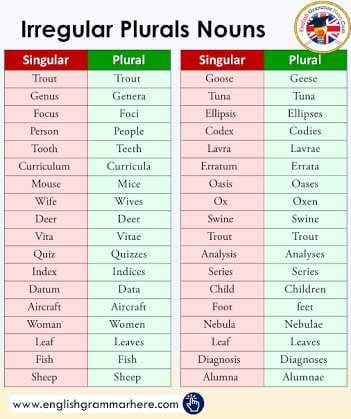 Irregular Plurals Nouns
English Grammar Here.Com
Singular Plural
Trout Trout
Genus Genera
Focus Foci
Person People
Tooth Teeth
Curriculum Curricula
Mouse Mice
Wife Wives
Deer Deer
Vita Vitae
Quiz Quizzes
Index Indices
Datum Data
Aircraft Aircraft
Woman Women
Leaf Leaves
Fish Fish
Sheep Sheep
Singular Plural
Goose Geese
Tuna Tuna
Ellipsis Ellipses
Codex Codies
Lavra Lavrae
Erratum Errata
Oasis Oases
Ox Oxen
Swine Swine
Trout Trout
Analysis Analyses
Series Series
Child Children
Foot feet
Nebula Nebulae
Leaf Leaves
Diagnosis Diagnoses
Alumna Alumnae
www.englishgrammarhere.com